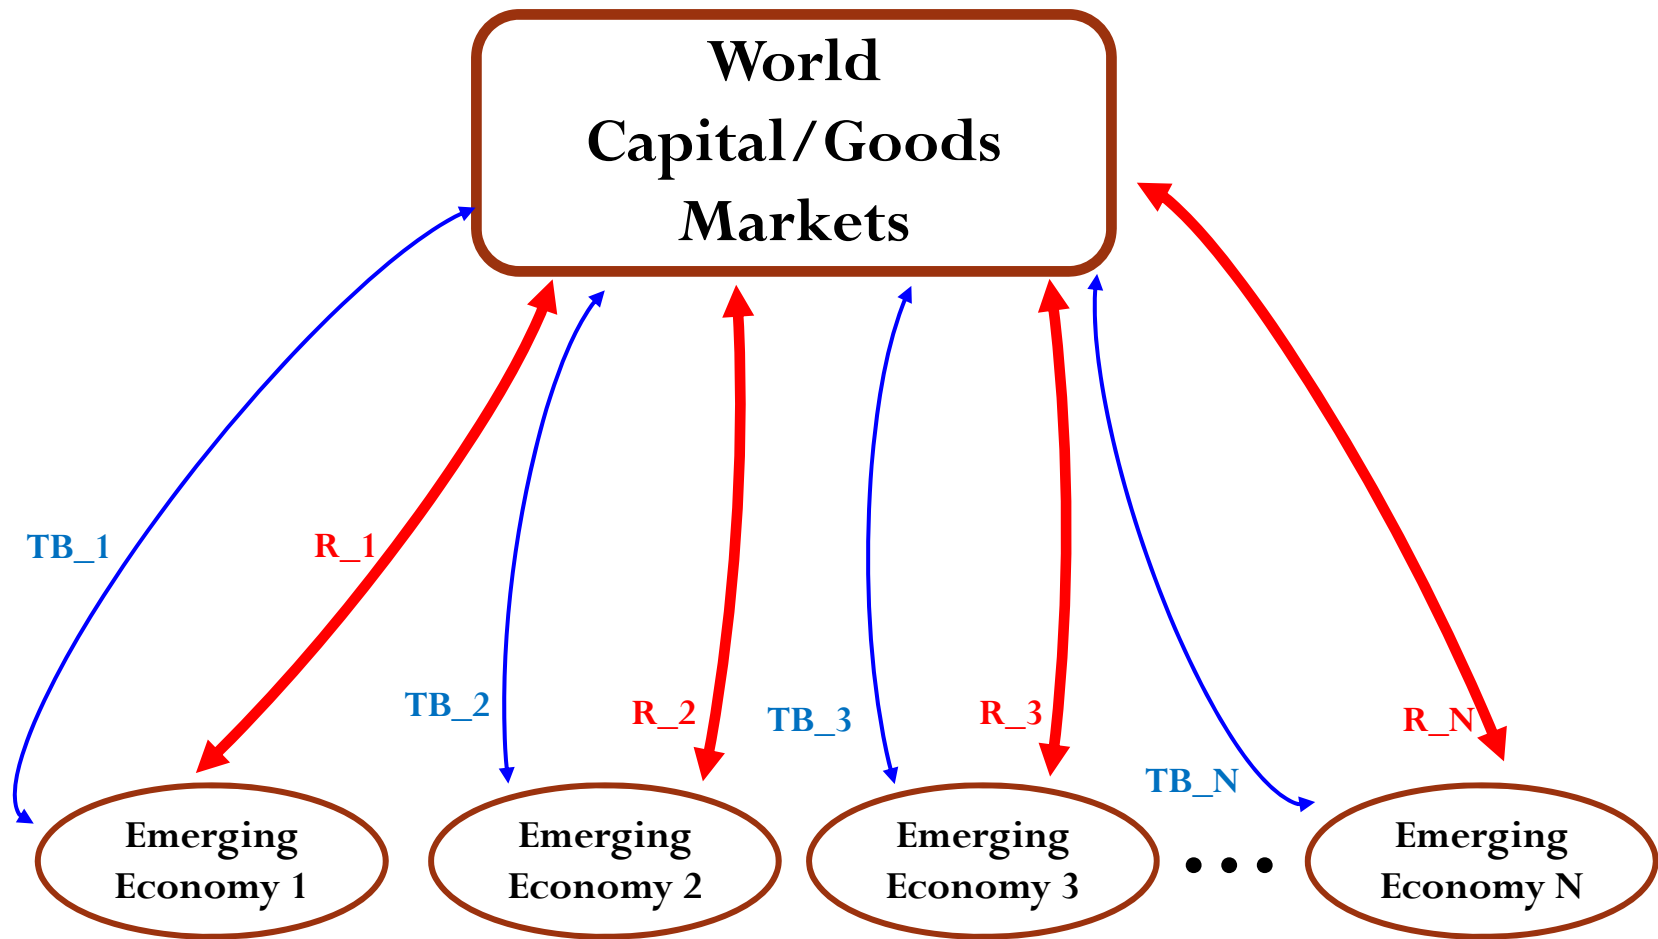 World
Capital/Goods
Markets
TB_1
R_1
TB_2
R_2
TB_3
R_3
TB_N
R_N
Emerging
Economy 1
Emerging
Economy 2
Emerging
Economy 3
• • •
Emerging
Economy N